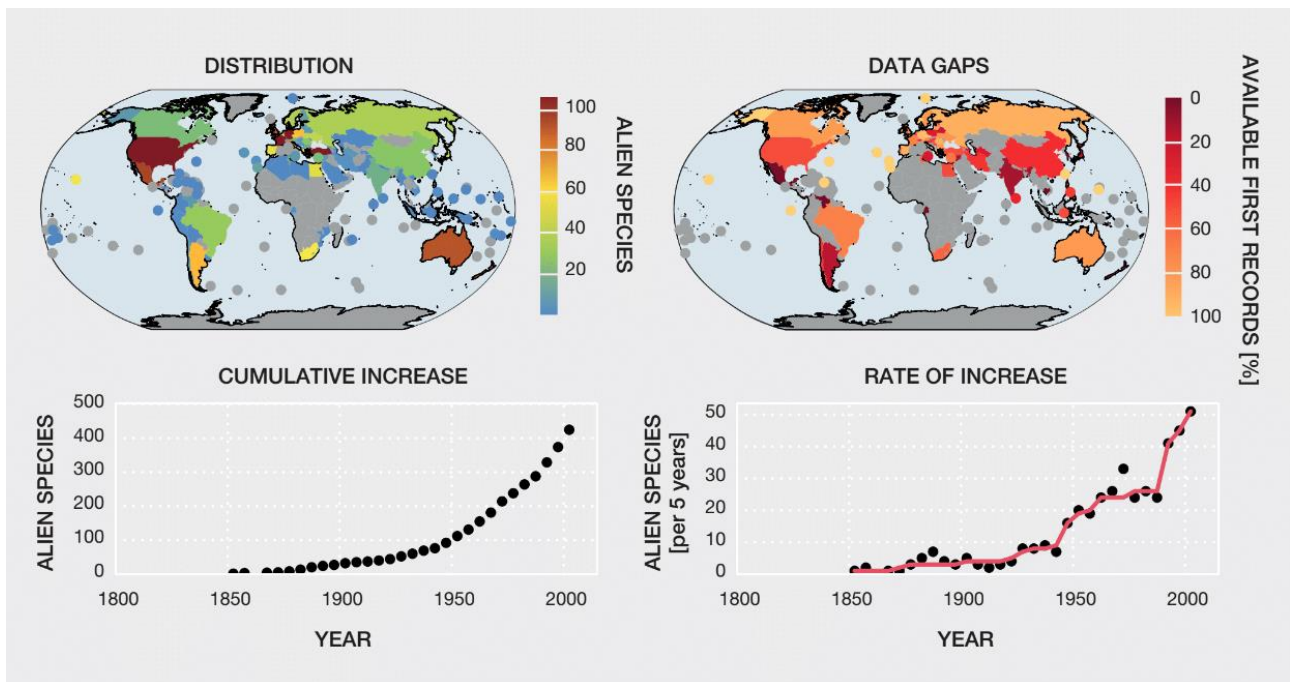 DISTRIBUTION
100
80
60
40
20
ALIEN SPECIES
DATA GAPS
0
20
40
60
80
100
AVAILABLE FIRST RECORDS [%]
CUMULATIVE INCREASE
500
400
300
200
100
0
ALIEN SPECIES
1800 1850 1900 1950 2000
YEAR
RATE OF INCREASE
50
40
30
20
10
0
ALIEN SPECIES
[per 5 years]
1800 1850 1900 1950 2000
YEAR